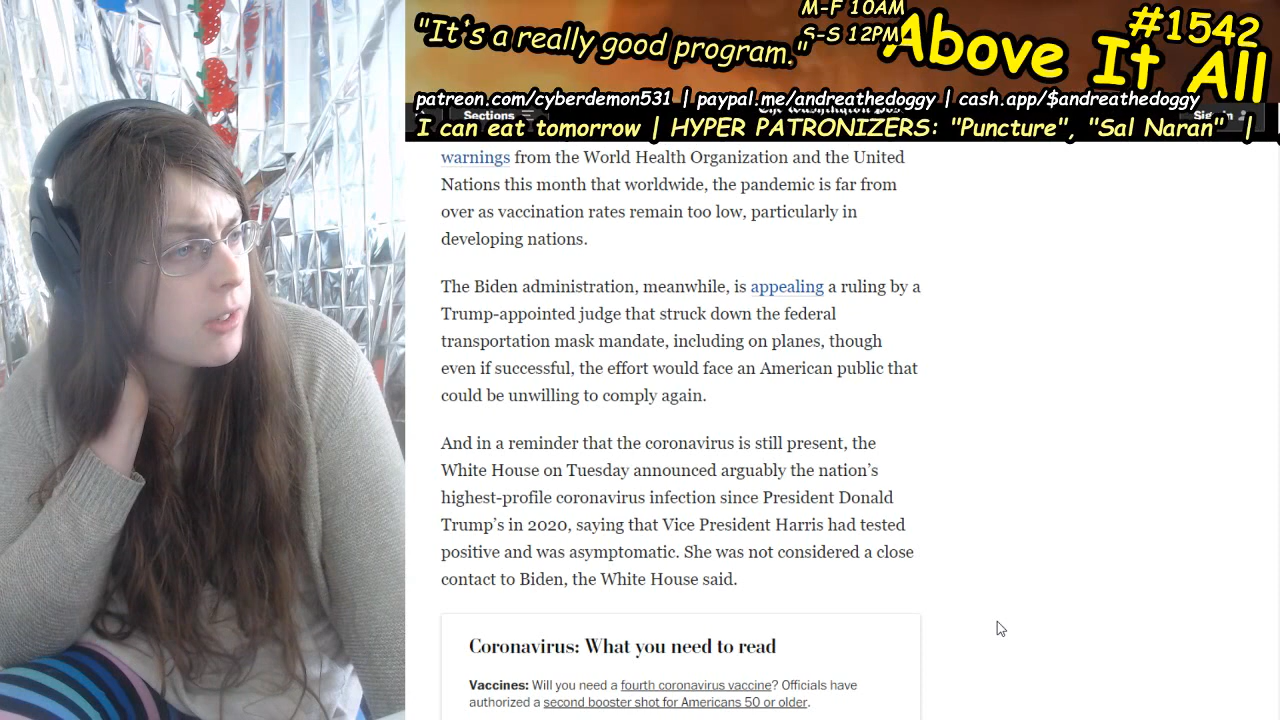 "It's a really good program."
M-F 10AM
S-S 12PM
#1542
Above It All
patreon.com/cyberdemon531 | paypal.me/andreathedoggy | cash.app/$andreathedoggy
Sections
Sign in
I can eat tomorrow | HYPER PATRONIZERS: "Puncture", "Sal Naran" |
warnings from the World Health Organization and the United
Nations this month that worldwide, the pandemic is far from
over as vaccination rates remain too low, particularly in
developing nations.
The Biden administration, meanwhile, is appealing a ruling by a
Trump-appointed judge that struck down the federal
transportation mask mandate, including on planes, though
even if successful, the effort would face an American public that
could be unwilling to comply again.
And in a reminder that the coronavirus is still present, the
White House on Tuesday announced arguably the nation's
highest-profile coronavirus infection since President Donald
Trump's in 2020, saying that Vice President Harris had tested
positive and was asymptomatic. She was not considered a close
contact to Biden, the White House said.
Coronavirus: What you need to read
Vaccines: Will you need a fourth coronavirus vaccine? Officials have
authorized a second booster shot for Americans 50 or older.